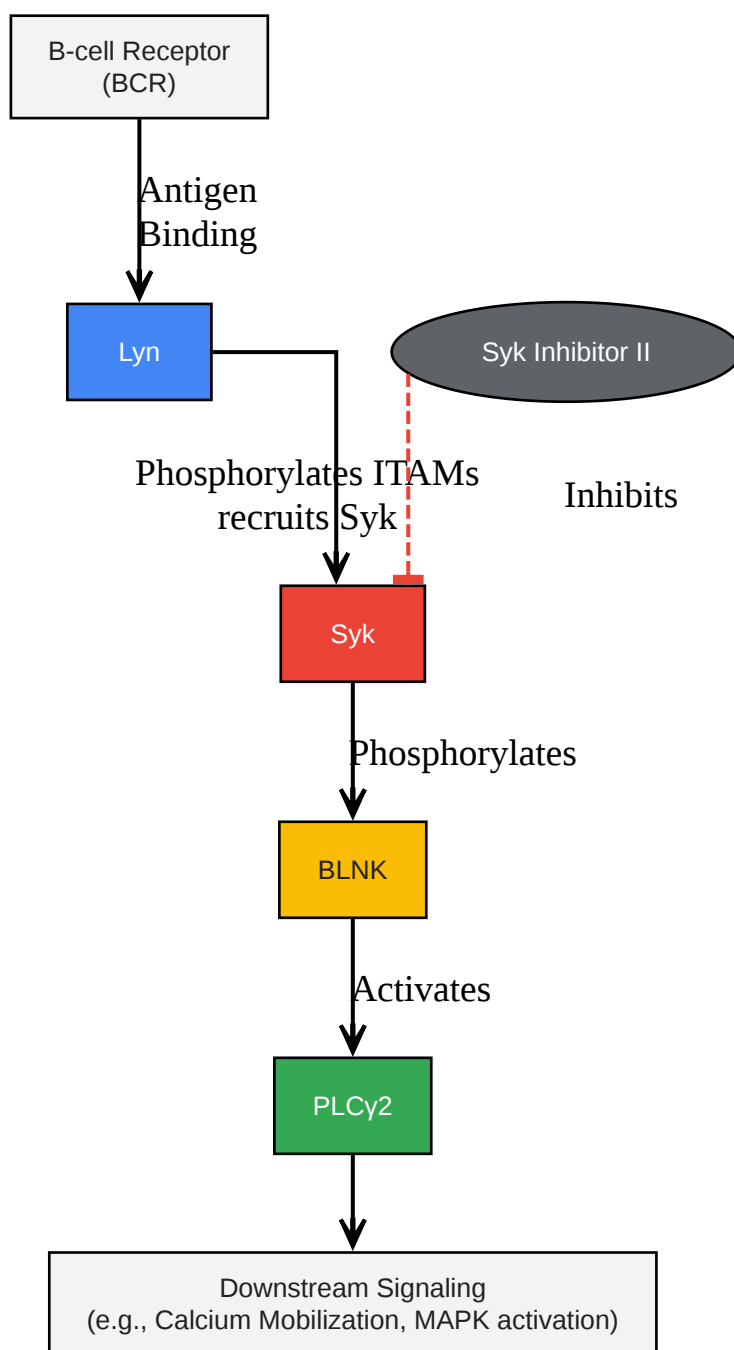 B-cell Receptor
(BCR)
Antigen
Binding
Lyn
Syk Inhibitor II
Phosphorylates ITAMs
recruits Syk
Inhibits
Syk
Phosphorylates
BLNK
Activates
PLCγ2
Downstream Signaling
(e.g., Calcium Mobilization, MAPK activation)